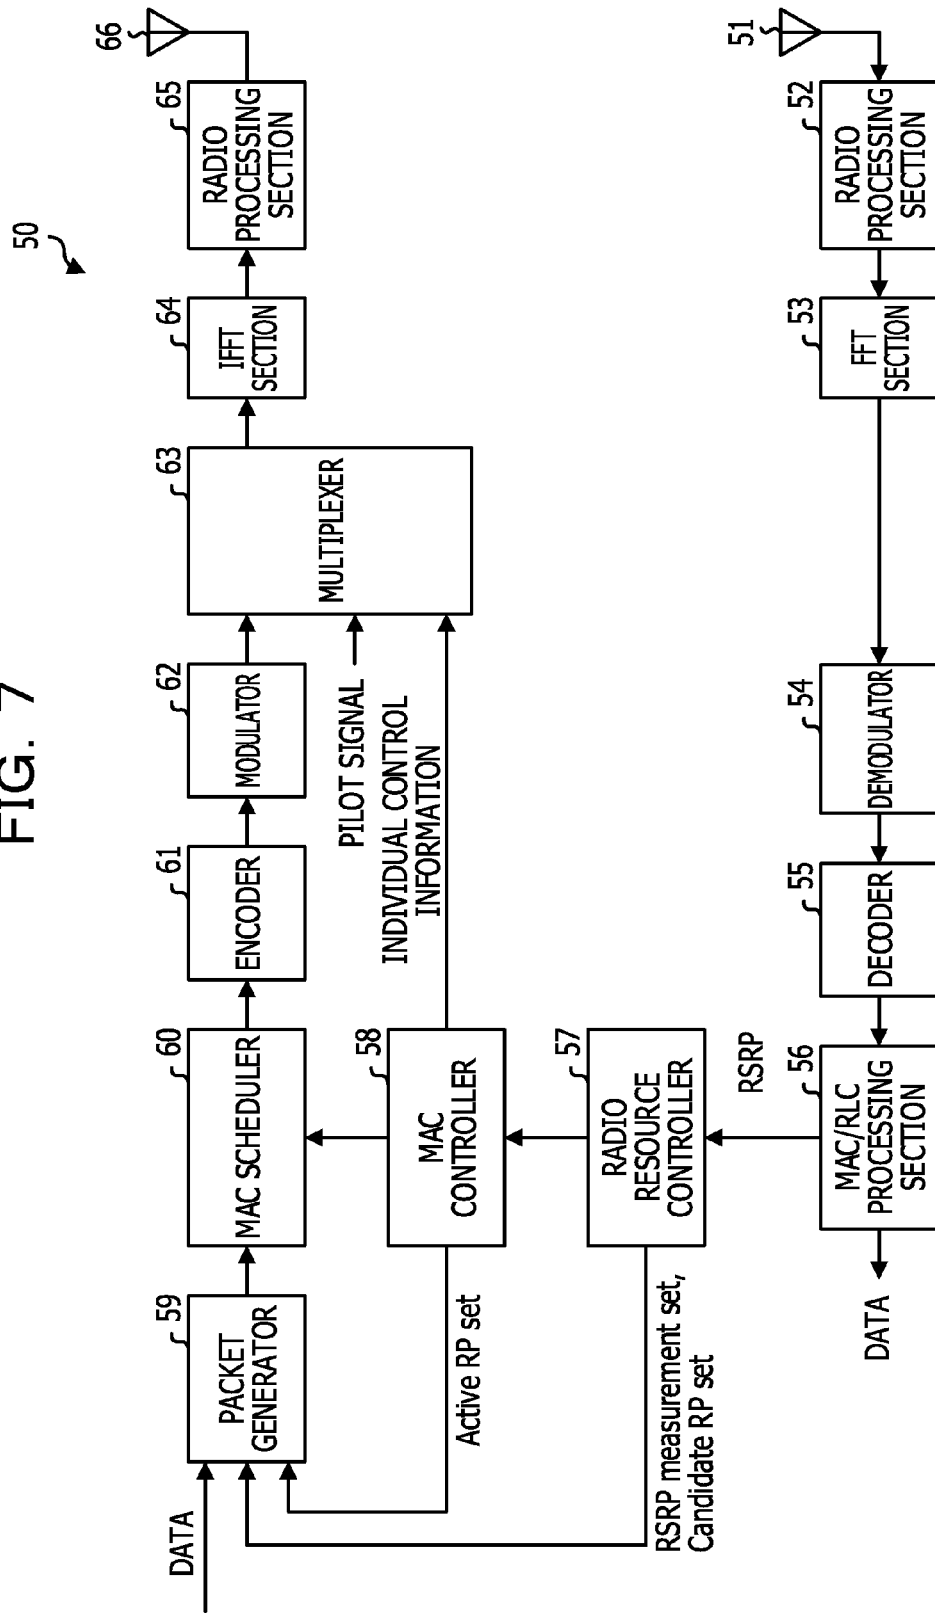 FIG. 7
50
DATA
59
PACKET
GENERATOR
60
MAC SCHEDULER
61
ENCODER
62
MODULATOR
63
MULTIPLEXER
64
IFFT
SECTION
65
RADIO
PROCESSING
SECTION
66
PILOT SIGNAL
INDIVIDUAL CONTROL
INFORMATION
58
MAC
CONTROLLER
Active RP set
57
RADIO
RESOURCE
CONTROLLER
RSRP measurement set,
Candidate RP set
RSRP
DATA
56
MAC/RLC
PROCESSING
SECTION
55
DECODER
54
DEMODULATOR
53
FFT
SECTION
52
RADIO
PROCESSING
SECTION
51